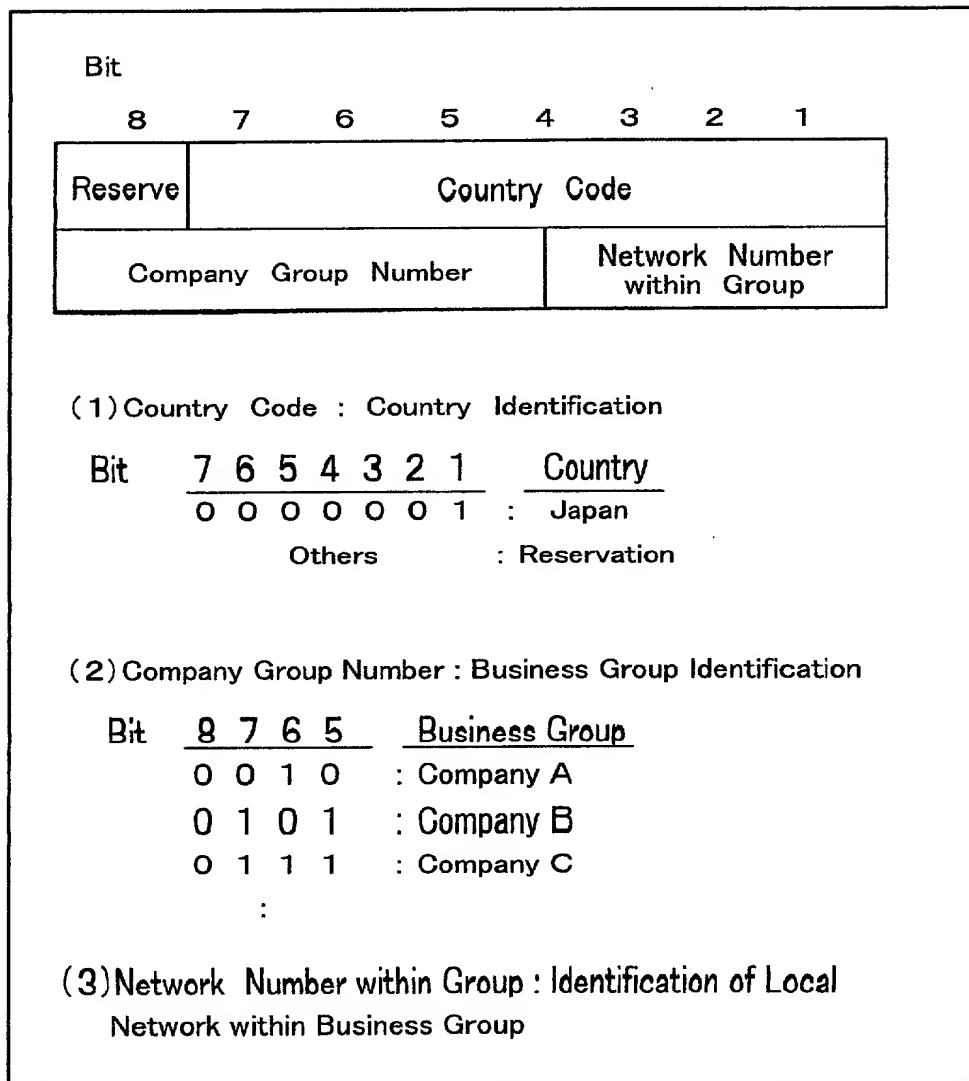 Bit
8 7 6 5 4 3 2 1
Reserve Country Code
Company Group Number Network Number
within Group
(1) Country Code : Country Identification
Bit 7 6 5 4 3 2 1 Country
0 0 0 0 0 0 1 : Japan
Others : Reservation
(2) Company Group Number : Business Group Identification
Bit 8 7 6 5 Business Group
0 0 1 0 : Company A
0 1 0 1 : Company B
0 1 1 1 : Company C
:
(3) Network Number within Group : Identification of Local
Network within Business Group